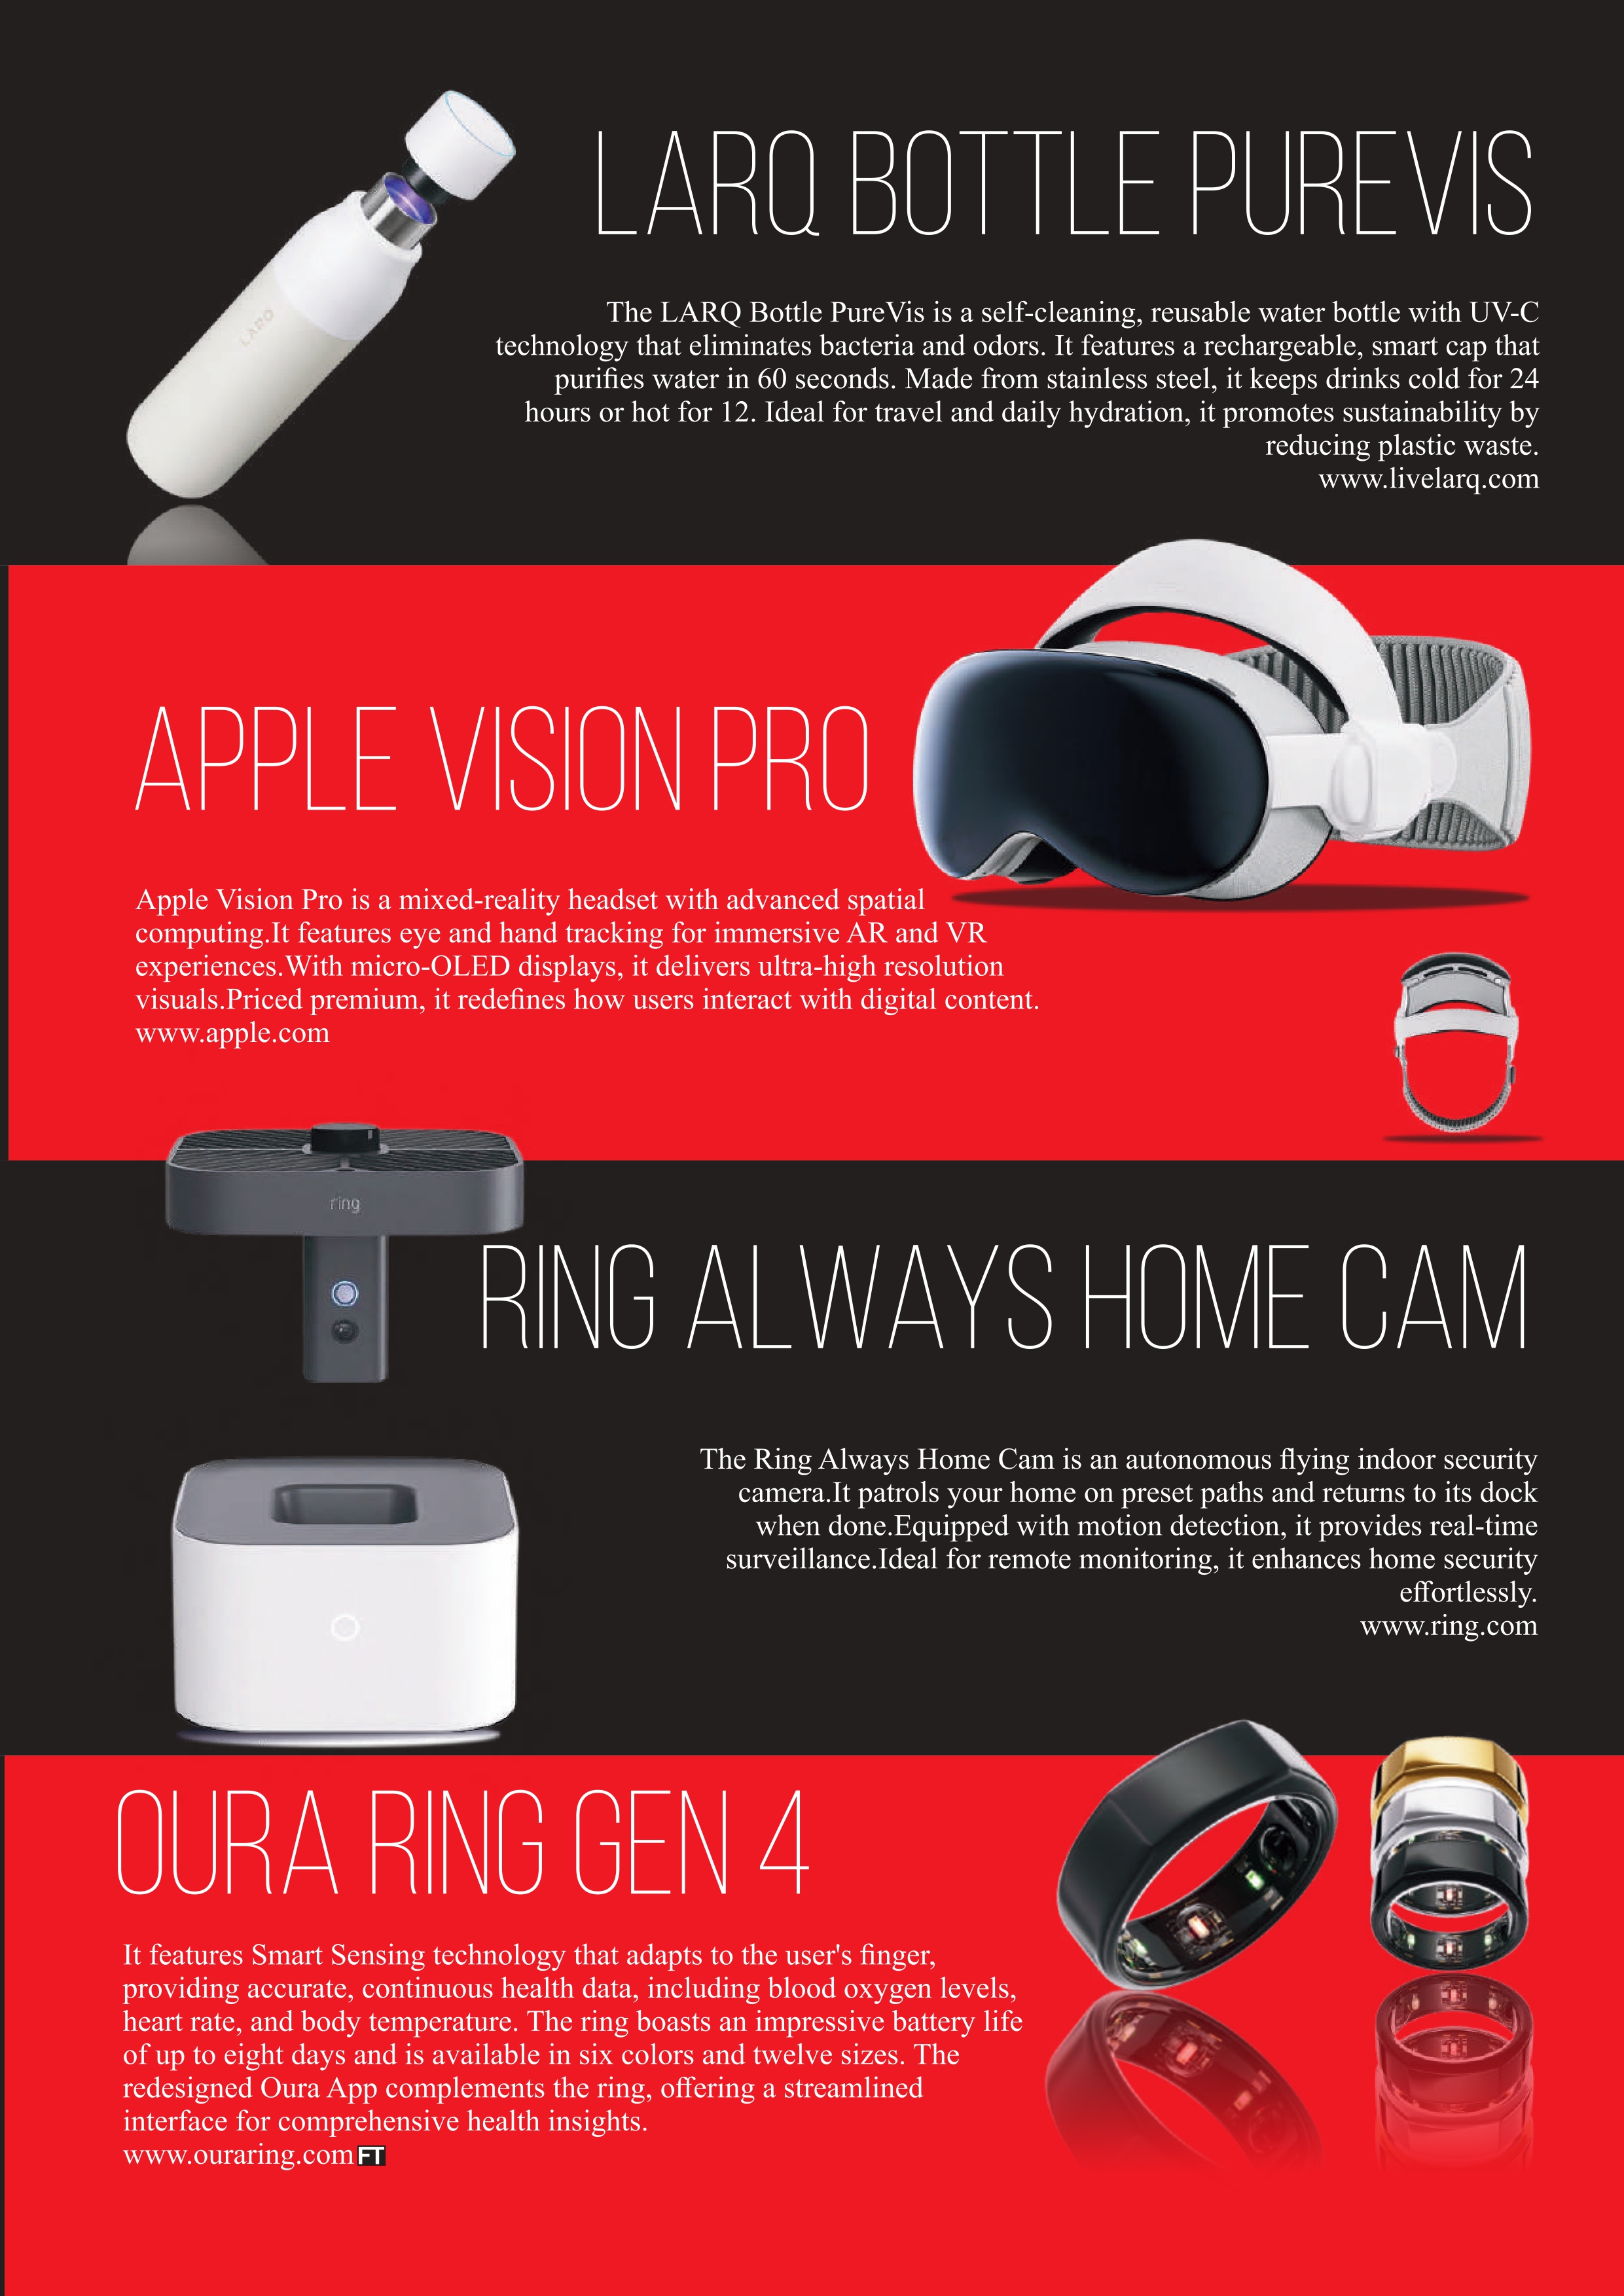 LARQ BOTTLE PUREVIS
LARQ
The LARQ Bottle PureVis is a self-cleaning, reusable water bottle with UV-C
technology that eliminates bacteria and odors. It features a rechargeable, smart cap that
purifies water in 60 seconds. Made from stainless steel, it keeps drinks cold for 24
hours or hot for 12. Ideal for travel and daily hydration, it promotes sustainability by
reducing plastic waste.
www.livelarq.com
APPLE VISION PRO
Apple Vision Pro is a mixed-reality headset with advanced spatial
computing.It features eye and hand tracking for immersive AR and VR
experiences.With micro-OLED displays, it delivers ultra-high resolution
visuals.Priced premium, it redefines how users interact with digital content.
www.apple.com
ring
RING ALWAYS HOME CAM
The Ring Always Home Cam is an autonomous flying indoor security
camera.It patrols your home on preset paths and returns to its dock
when done.Equipped with motion detection, it provides real-time
surveillance.Ideal for remote monitoring, it enhances home security
effortlessly.
www.ring.com
OURA RING GEN 4
It features Smart Sensing technology that adapts to the user's finger,
providing accurate, continuous health data, including blood oxygen levels,
heart rate, and body temperature. The ring boasts an impressive battery life
of up to eight days and is available in six colors and twelve sizes. The
redesigned Oura App complements the ring, offering a streamlined
interface for comprehensive health insights.
www.ouraring.com FT